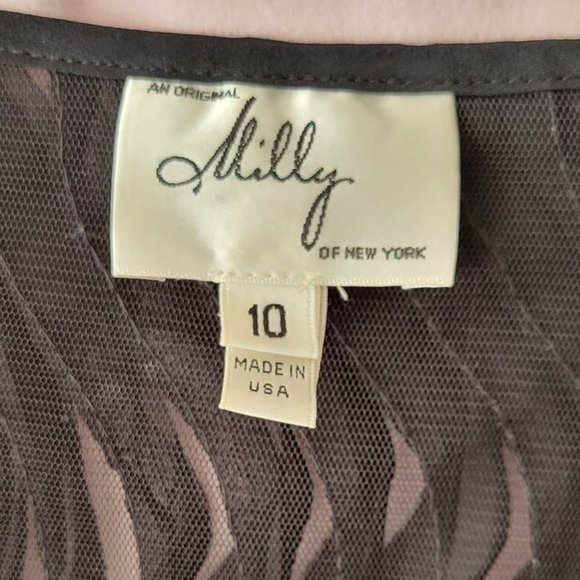 AN ORIGINAL
Milly
OF NEW YORK
10
MADE IN
USA